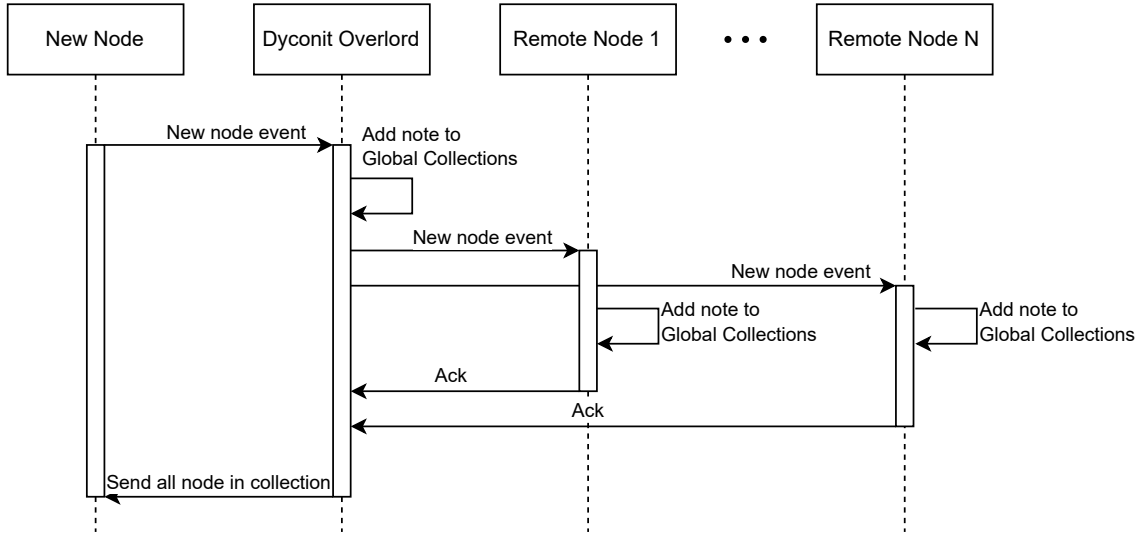 New Node
Dyconit Overlord
Remote Node 1
• • •
Remote Node N
New node event
Add note to
Global Collections
New node event
New node event
Add note to
Global Collections
Add note to
Global Collections
Ack
Ack
Send all node in collection